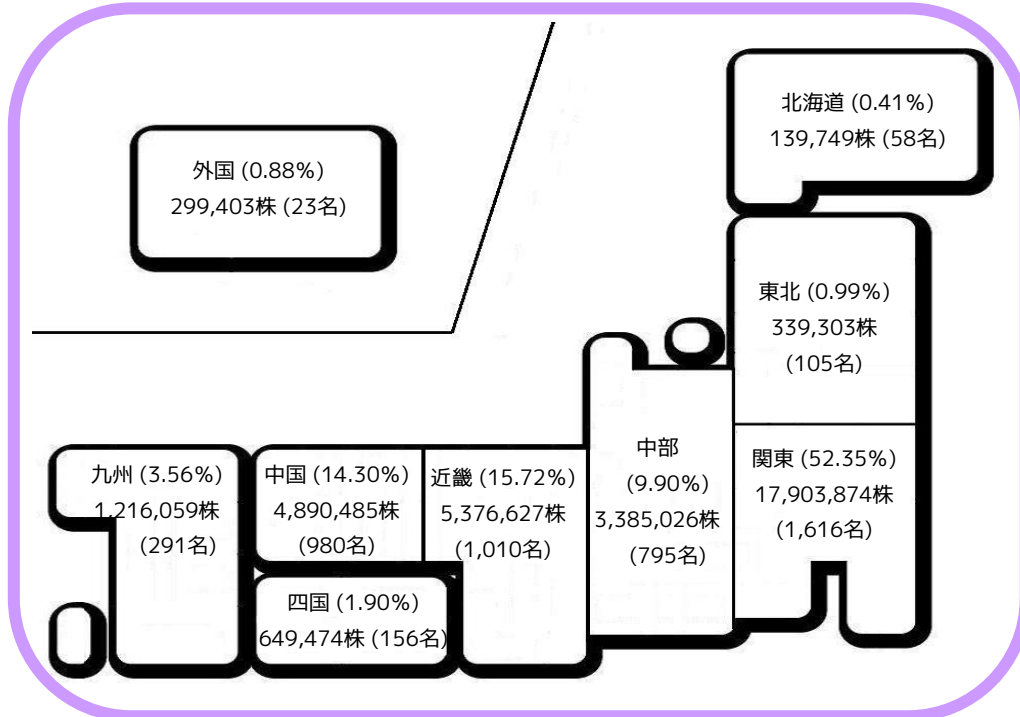 北海道 (0.41%)
139,749株 (58名)
外国 (0.88%)
299,403株 (23名)
東北 (0.99%)
339,303株
(105名)
中部
(9.90%)
3,385,026株
(795名)
関東 (52.35%)
17,903,874株
(1,616名)
九州 (3.56%)
1,216,059株
(291名)
中国 (14.30%)
4,890,485株
(980名)
近畿 (15.72%)
5,376,627株
(1,010名)
四国 (1.90%)
649,474株 (156名)